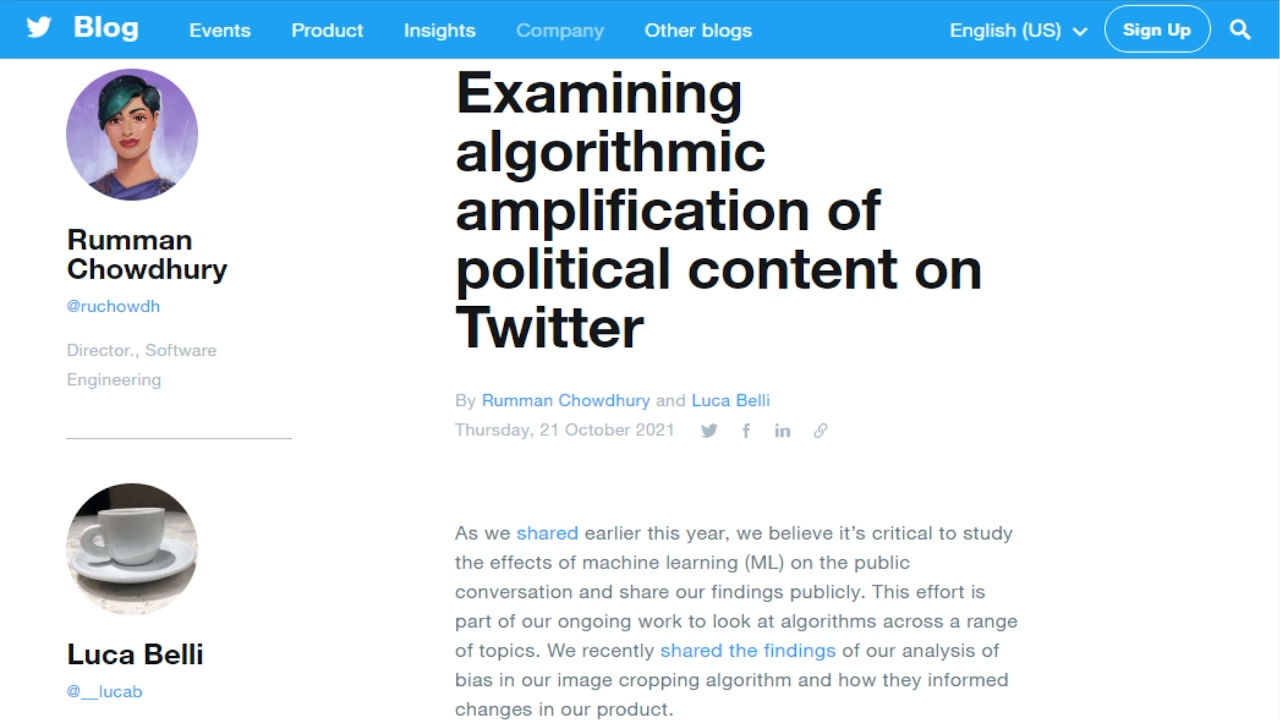 Blog
Events
Product
Insights
Company
Other blogs
English (US)
Sign Up
Rumman
Chowdhury
@ruchowdh
Director., Software
Engineering
Luca Belli
@__lucab
Examining
algorithmic
amplification of
political content on
Twitter
By Rumman Chowdhury and Luca Belli
Thursday, 21 October 2021
As we shared earlier this year, we believe it’s critical to study
the effects of machine learning (ML) on the public
conversation and share our findings publicly. This effort is
part of our ongoing work to look at algorithms across a range
of topics. We recently shared the findings of our analysis of
bias in our image cropping algorithm and how they informed
changes in our product.